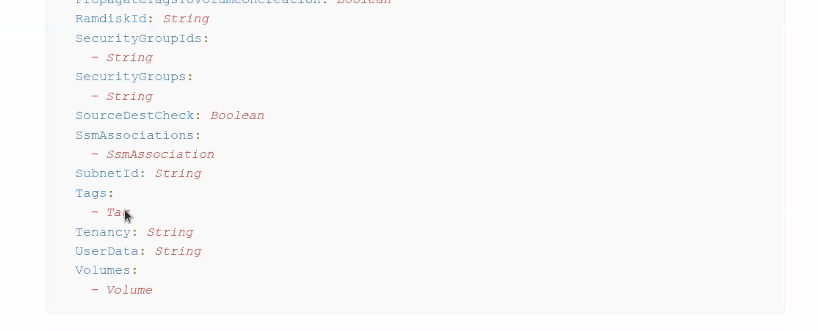 PropagateTagsToVolumeOnCreation: Boolean
RamdiskId: String
SecurityGroupIds:
- String
SecurityGroups:
- String
SourceDestCheck: Boolean
SsmAssociations:
- SsmAssociation
SubnetId: String
Tags:
- Tag
Tenancy: String
UserData: String
Volumes:
- Volume